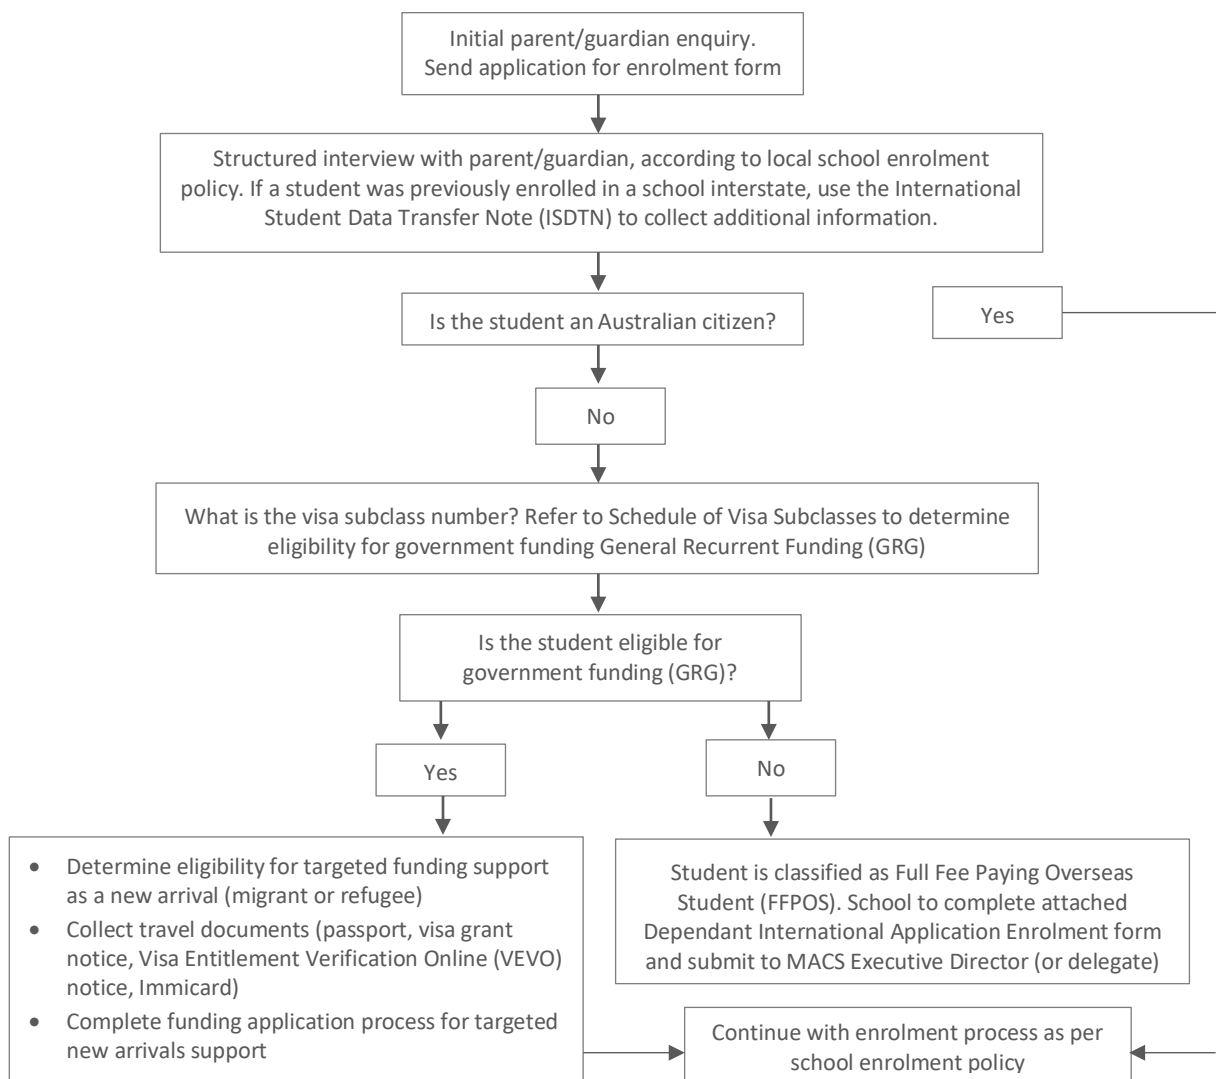 Initial parent/guardian enquiry.
Send application for enrolment form
Structured interview with parent/guardian, according to local school enrolment
policy. If a student was previously enrolled in a school interstate, use the International
Student Data Transfer Note (ISDTN) to collect additional information.
Is the student an Australian citizen?
Yes
No
What is the visa subclass number? Refer to Schedule of Visa Subclasses to determine
eligibility for government funding General Recurrent Funding (GRG)
Is the student eligible for
government funding (GRG)?
Yes
No
• Determine eligibility for targeted funding support
as a new arrival (migrant or refugee)
• Collect travel documents (passport, visa grant
notice, Visa Entitlement Verification Online (VEVO)
notice, Immicard)
• Complete funding application process for targeted
new arrivals support
Student is classified as Full Fee Paying Overseas
Student (FFPOS). School to complete attached
Dependant International Application Enrolment form
and submit to MACS Executive Director (or delegate)
Continue with enrolment process as per
school enrolment policy